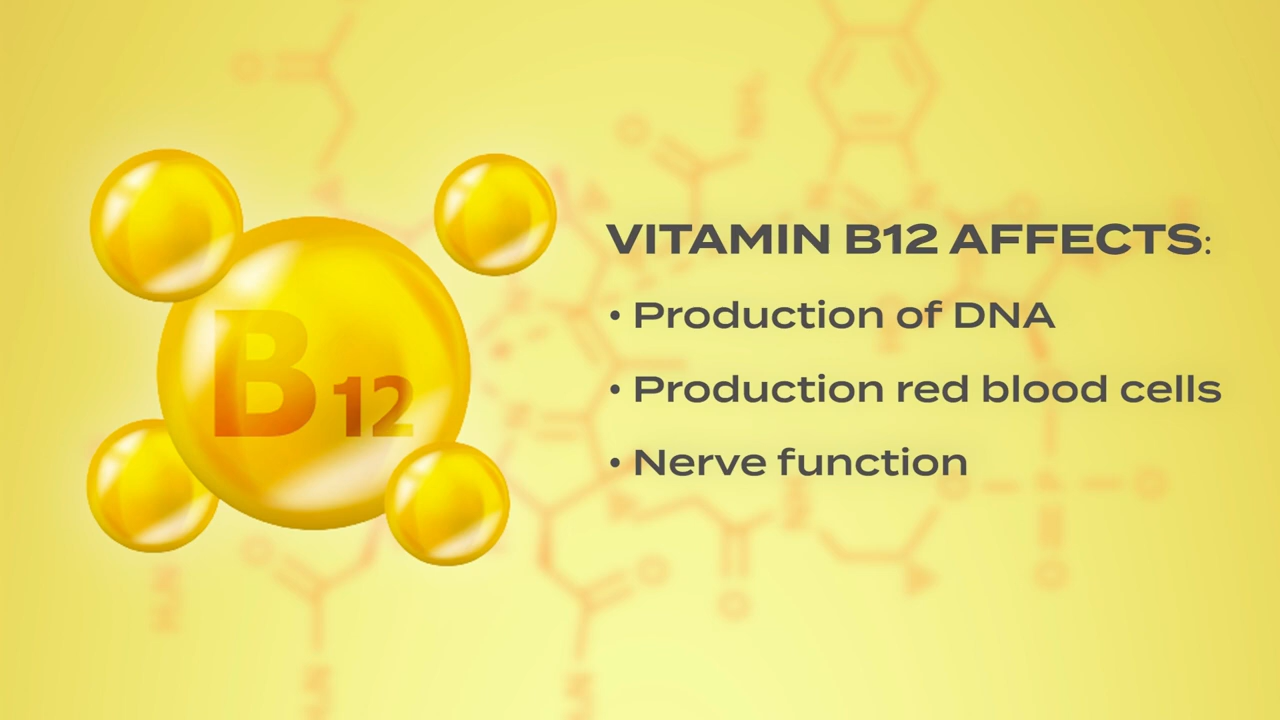 B12
VITAMIN B12 AFFECTS:
• Production of DNA
• Production red blood cells
• Nerve function